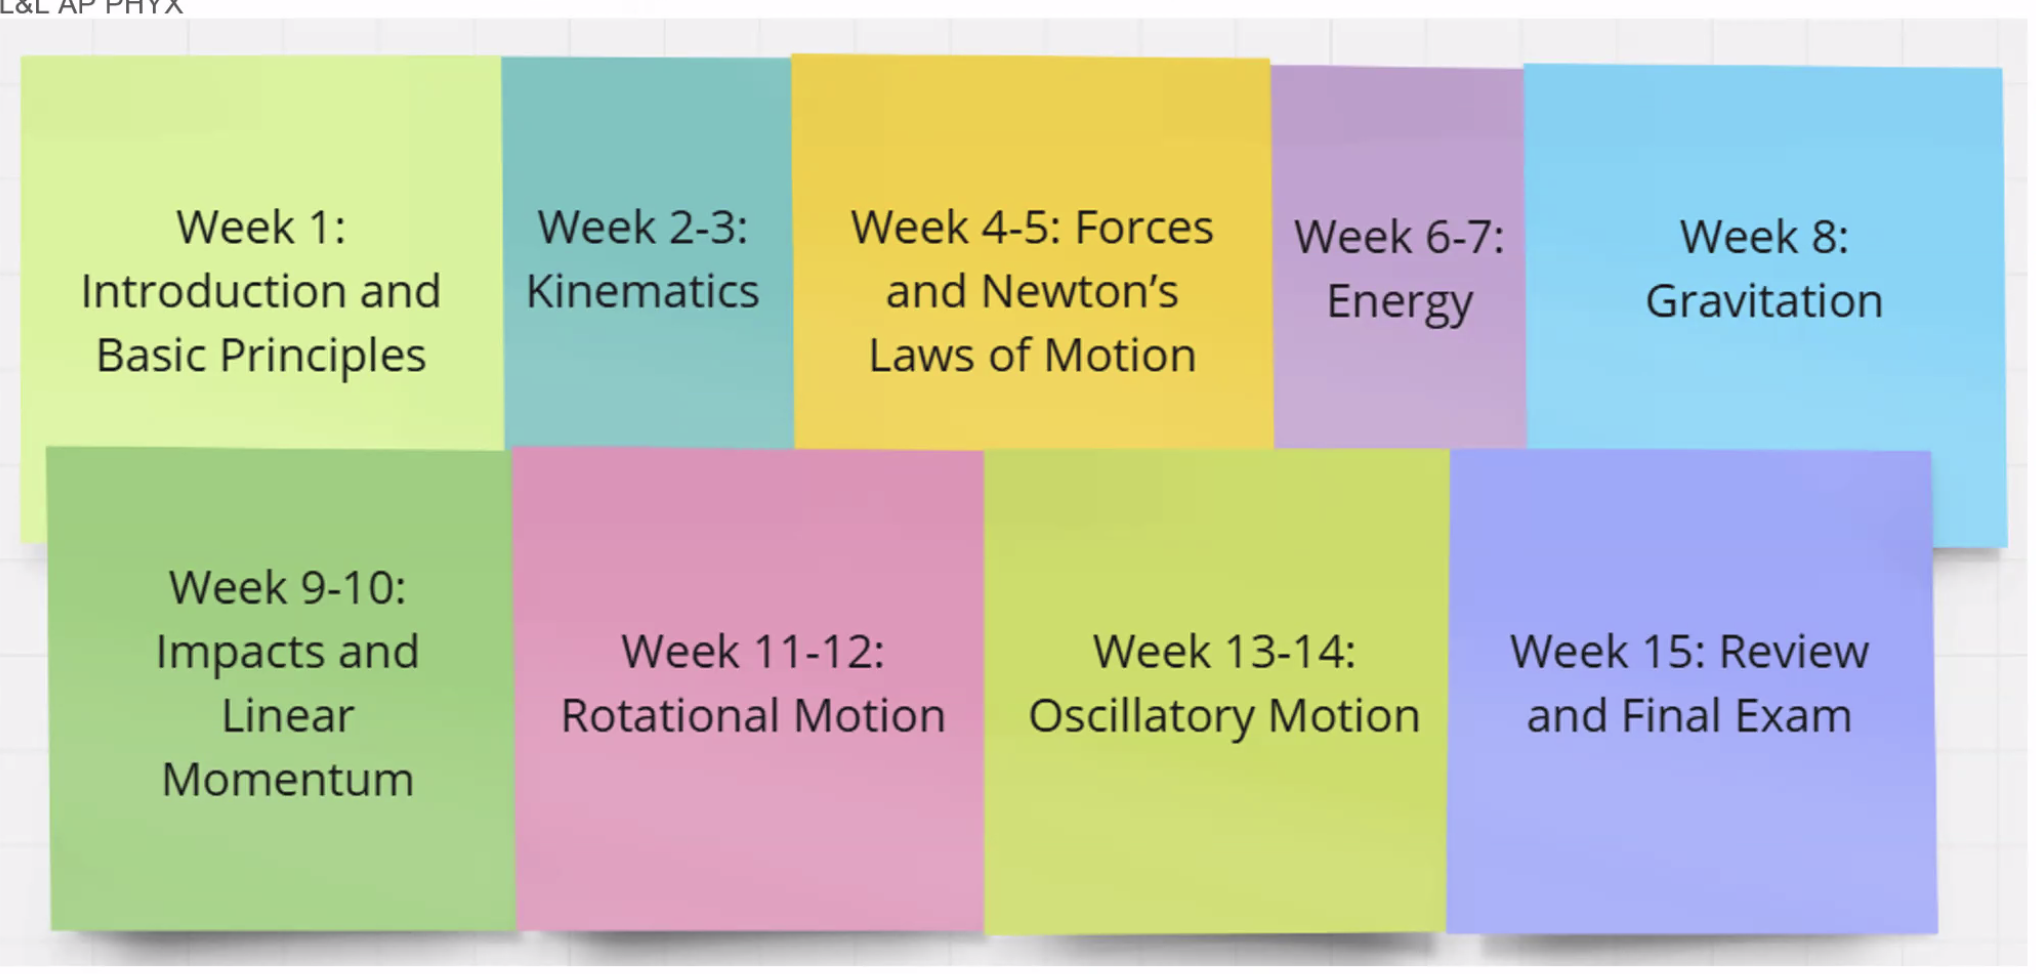 L&L AP PHYX
Week 1:
Introduction and
Basic Principles
Week 2-3:
Kinematics
Week 4-5: Forces
and Newton’s
Laws of Motion
Week 6-7:
Energy
Week 8:
Gravitation
Week 9-10:
Impacts and
Linear
Momentum
Week 11-12:
Rotational Motion
Week 13-14:
Oscillatory Motion
Week 15: Review
and Final Exam